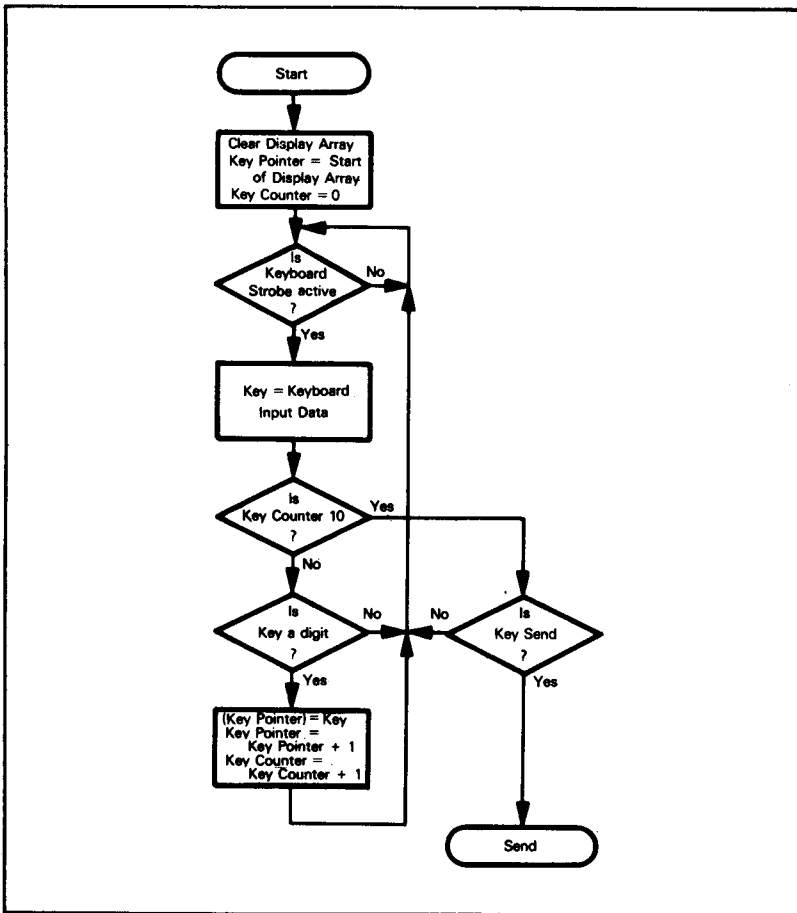 Start
Clear Display Array
Key Pointer = Start
of Display Array
Key Counter = 0
Is
Keyboard
Strobe active
?
No
Yes
Key = Keyboard
Input Data
Is
Key Counter 10
?
Yes
No
Is
Key a digit
?
No
Yes
No
Is
Key Send
?
Yes
(Key Pointer) = Key
Key Pointer =
Key Pointer + 1
Key Counter =
Key Counter + 1
Send